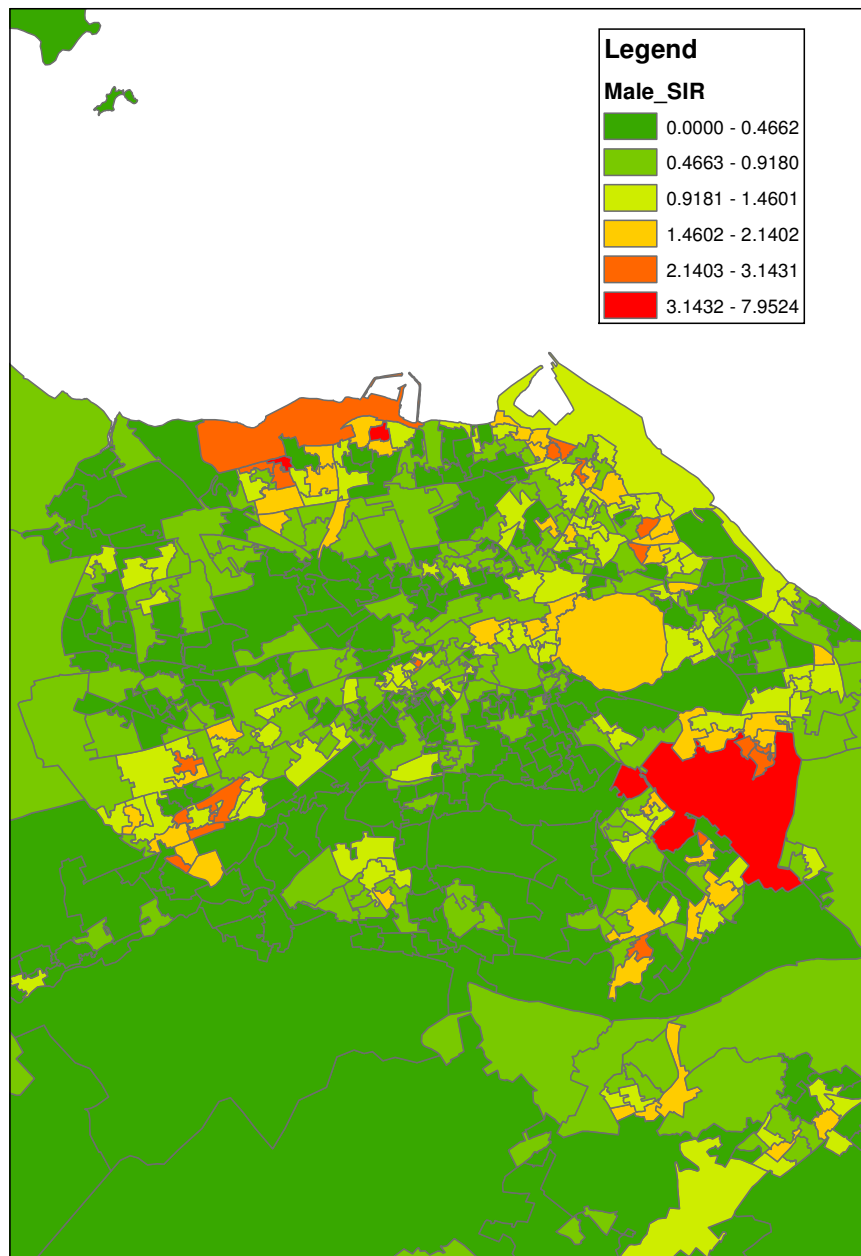 Legend
Male_SIR
0.0000 - 0.4662
0.4663 - 0.9180
0.9181 - 1.4601
1.4602 - 2.1402
2.1403 - 3.1431
3.1432 - 7.9524